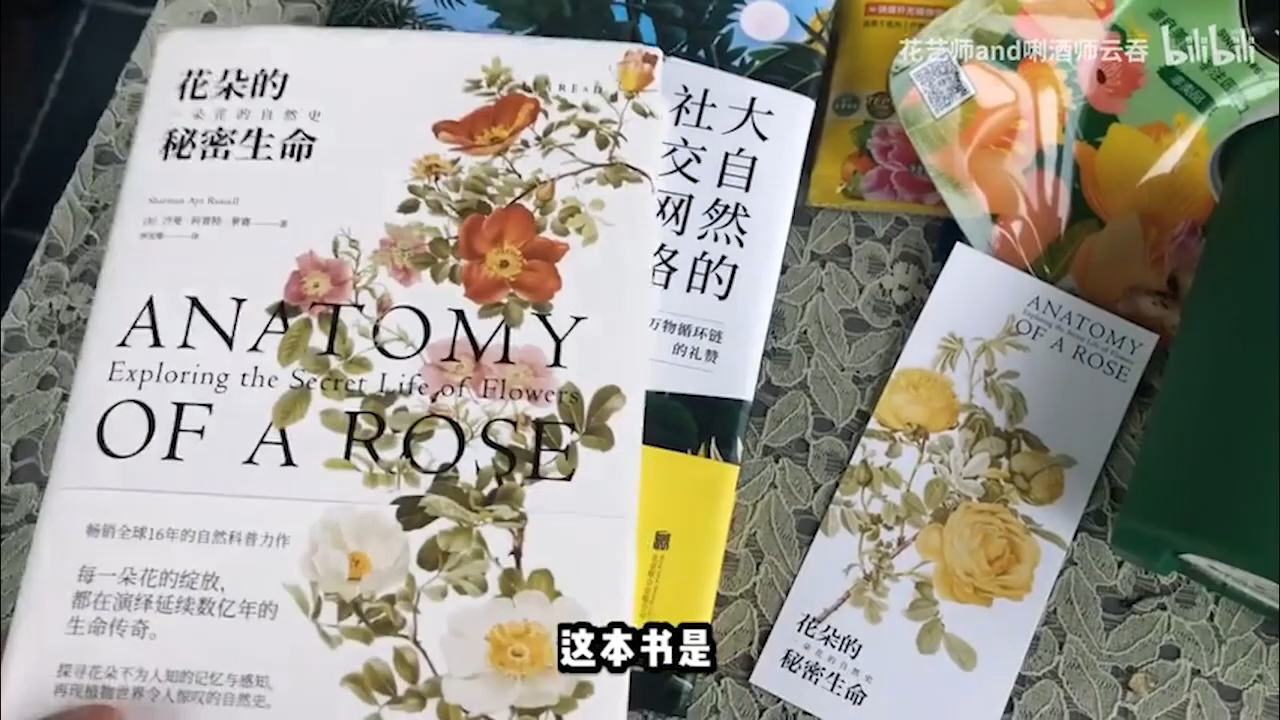 花朵的
一朵花的自然史
秘密生命
Sharman Apt Russell
[美] 沙曼·阿普特·萝赛——著
ANATOMY
Exploring the Secret Life of Flowers
OF A ROSE
畅销全球16年的自然科普力作
每一朵花的绽放，
都在演绎延续数亿年的
生命传奇。
探寻花朵不为人知的记忆与感知，
再现植物世界令人惊叹的自然史。
大自然的
社交网络
万物循环链
的礼赞
花艺师and唎酒师云吞
bilibili
ANATOMY
Exploring the Secret Life of Flowers
OF A ROSE
花朵的
一朵花的自然史
秘密生命
这本书是